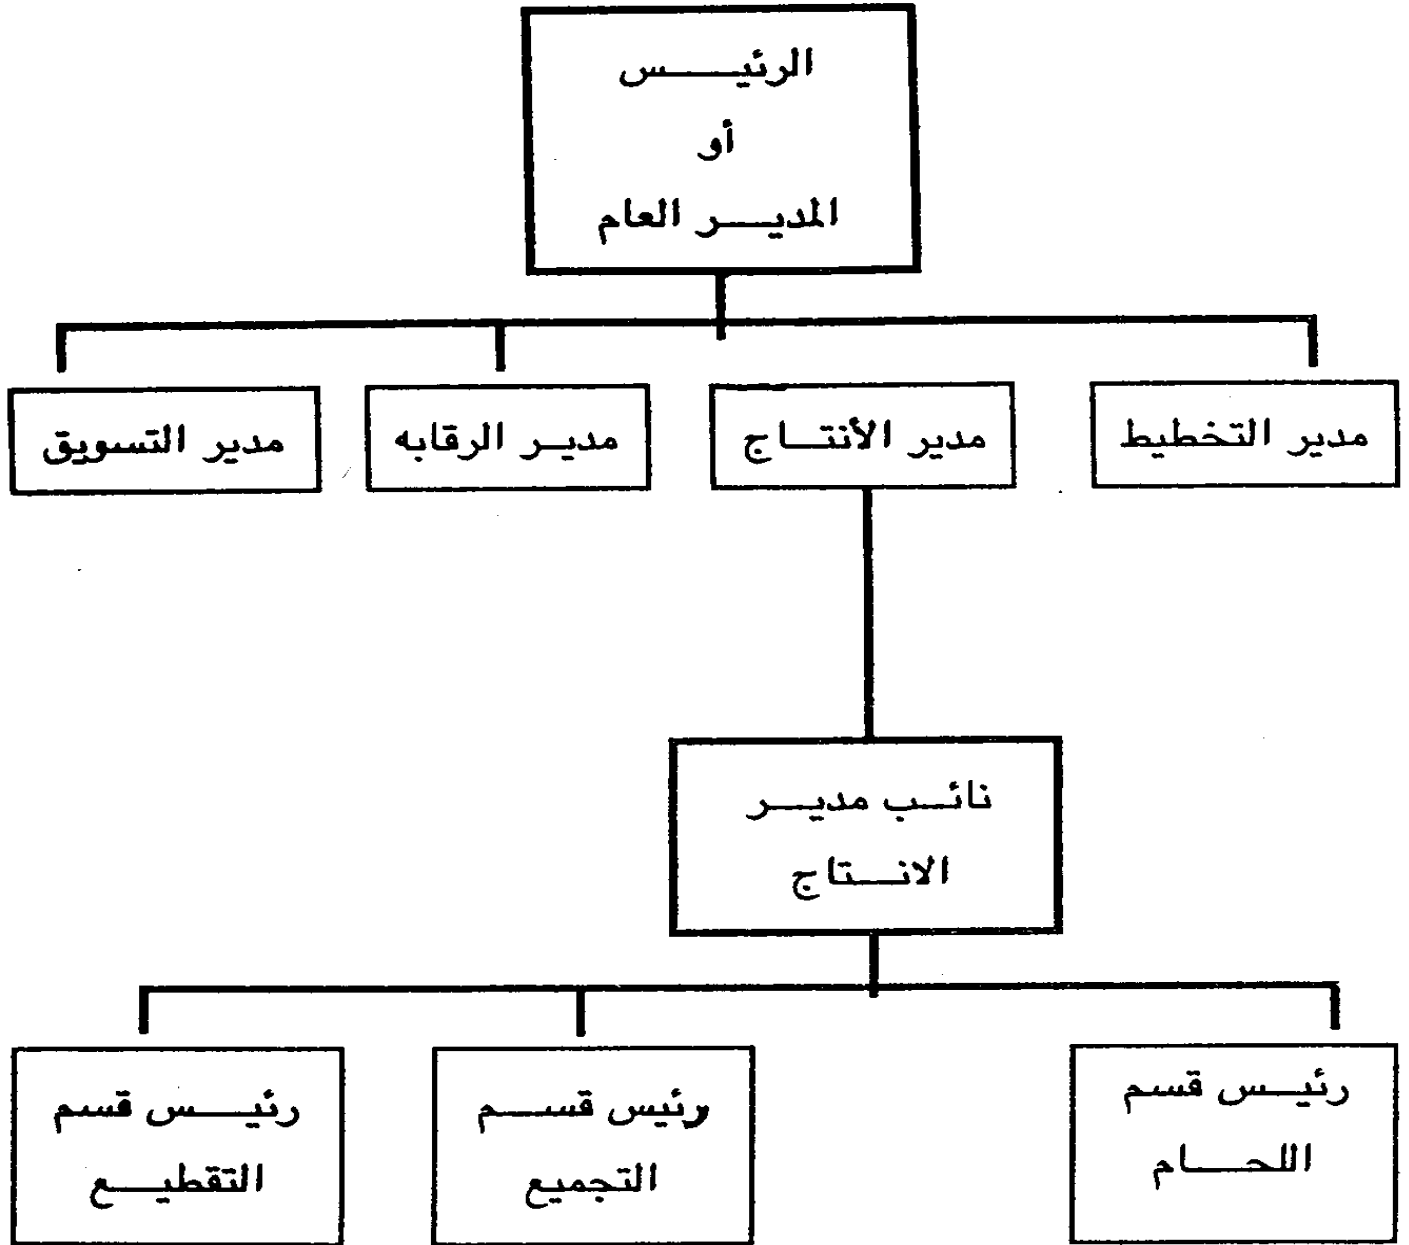 الرئيس
أو
المدير العام
مدير التخطيط
مدير الأنتاج
مدير الرقابه
مدير التسويق
نائب مدير
الانتاج
رئيس قسم
اللحام
رئيس قسم
التجميع
رئيس قسم
التقطيع